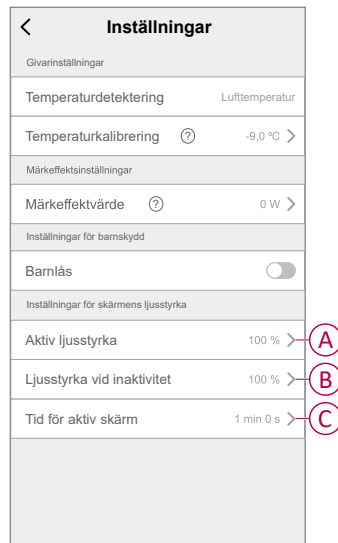 Inställningar
Givarinställningar
Temperaturdetektering Lufttemperatur
Temperaturkalibrering ? -9,0 °C
Märkeffektsinställningar
Märkeffektvärde ? 0 W
Inställningar för barnskydd
Barnlås
Inställningar för skärmens ljusstyrka
Aktiv ljusstyrka 100 % A
Ljusstyrka vid inaktivitet 100 % B
Tid för aktiv skärm 1 min 0 s C